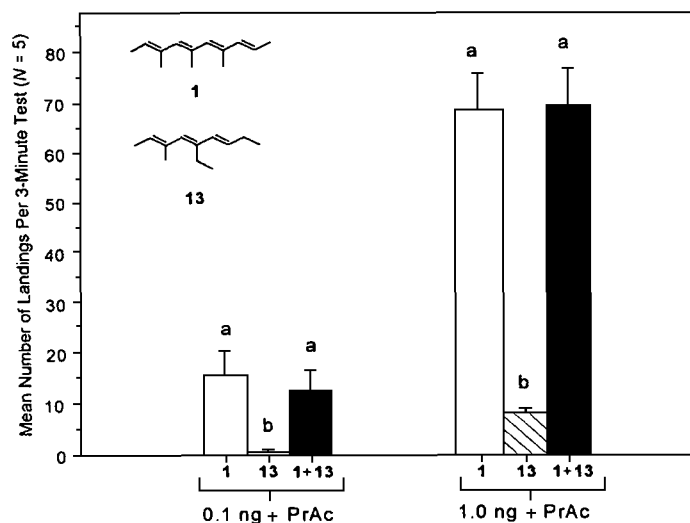 Mean Number of Landings Per 3-Minute Test (N = 5)
80
70
60
50
40
30
20
10
0
1
13
a
b
a
a
b
a
1 13 1+13
1 13 1+13
0.1 ng + PrAc
1.0 ng + PrAc